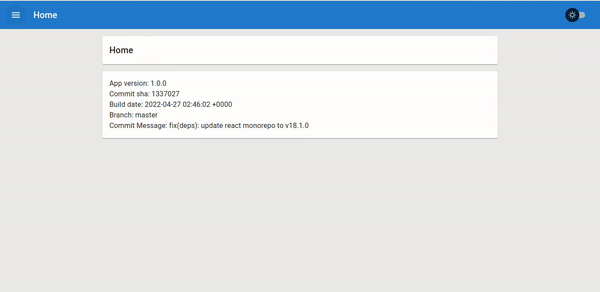 Home
Home
App version: 1.0.0
Commit sha: 1337027
Build date: 2022-04-27 02:46:02 +0000
Branch: master
Commit Message: fix(deps): update react monorepo to v18.1.0